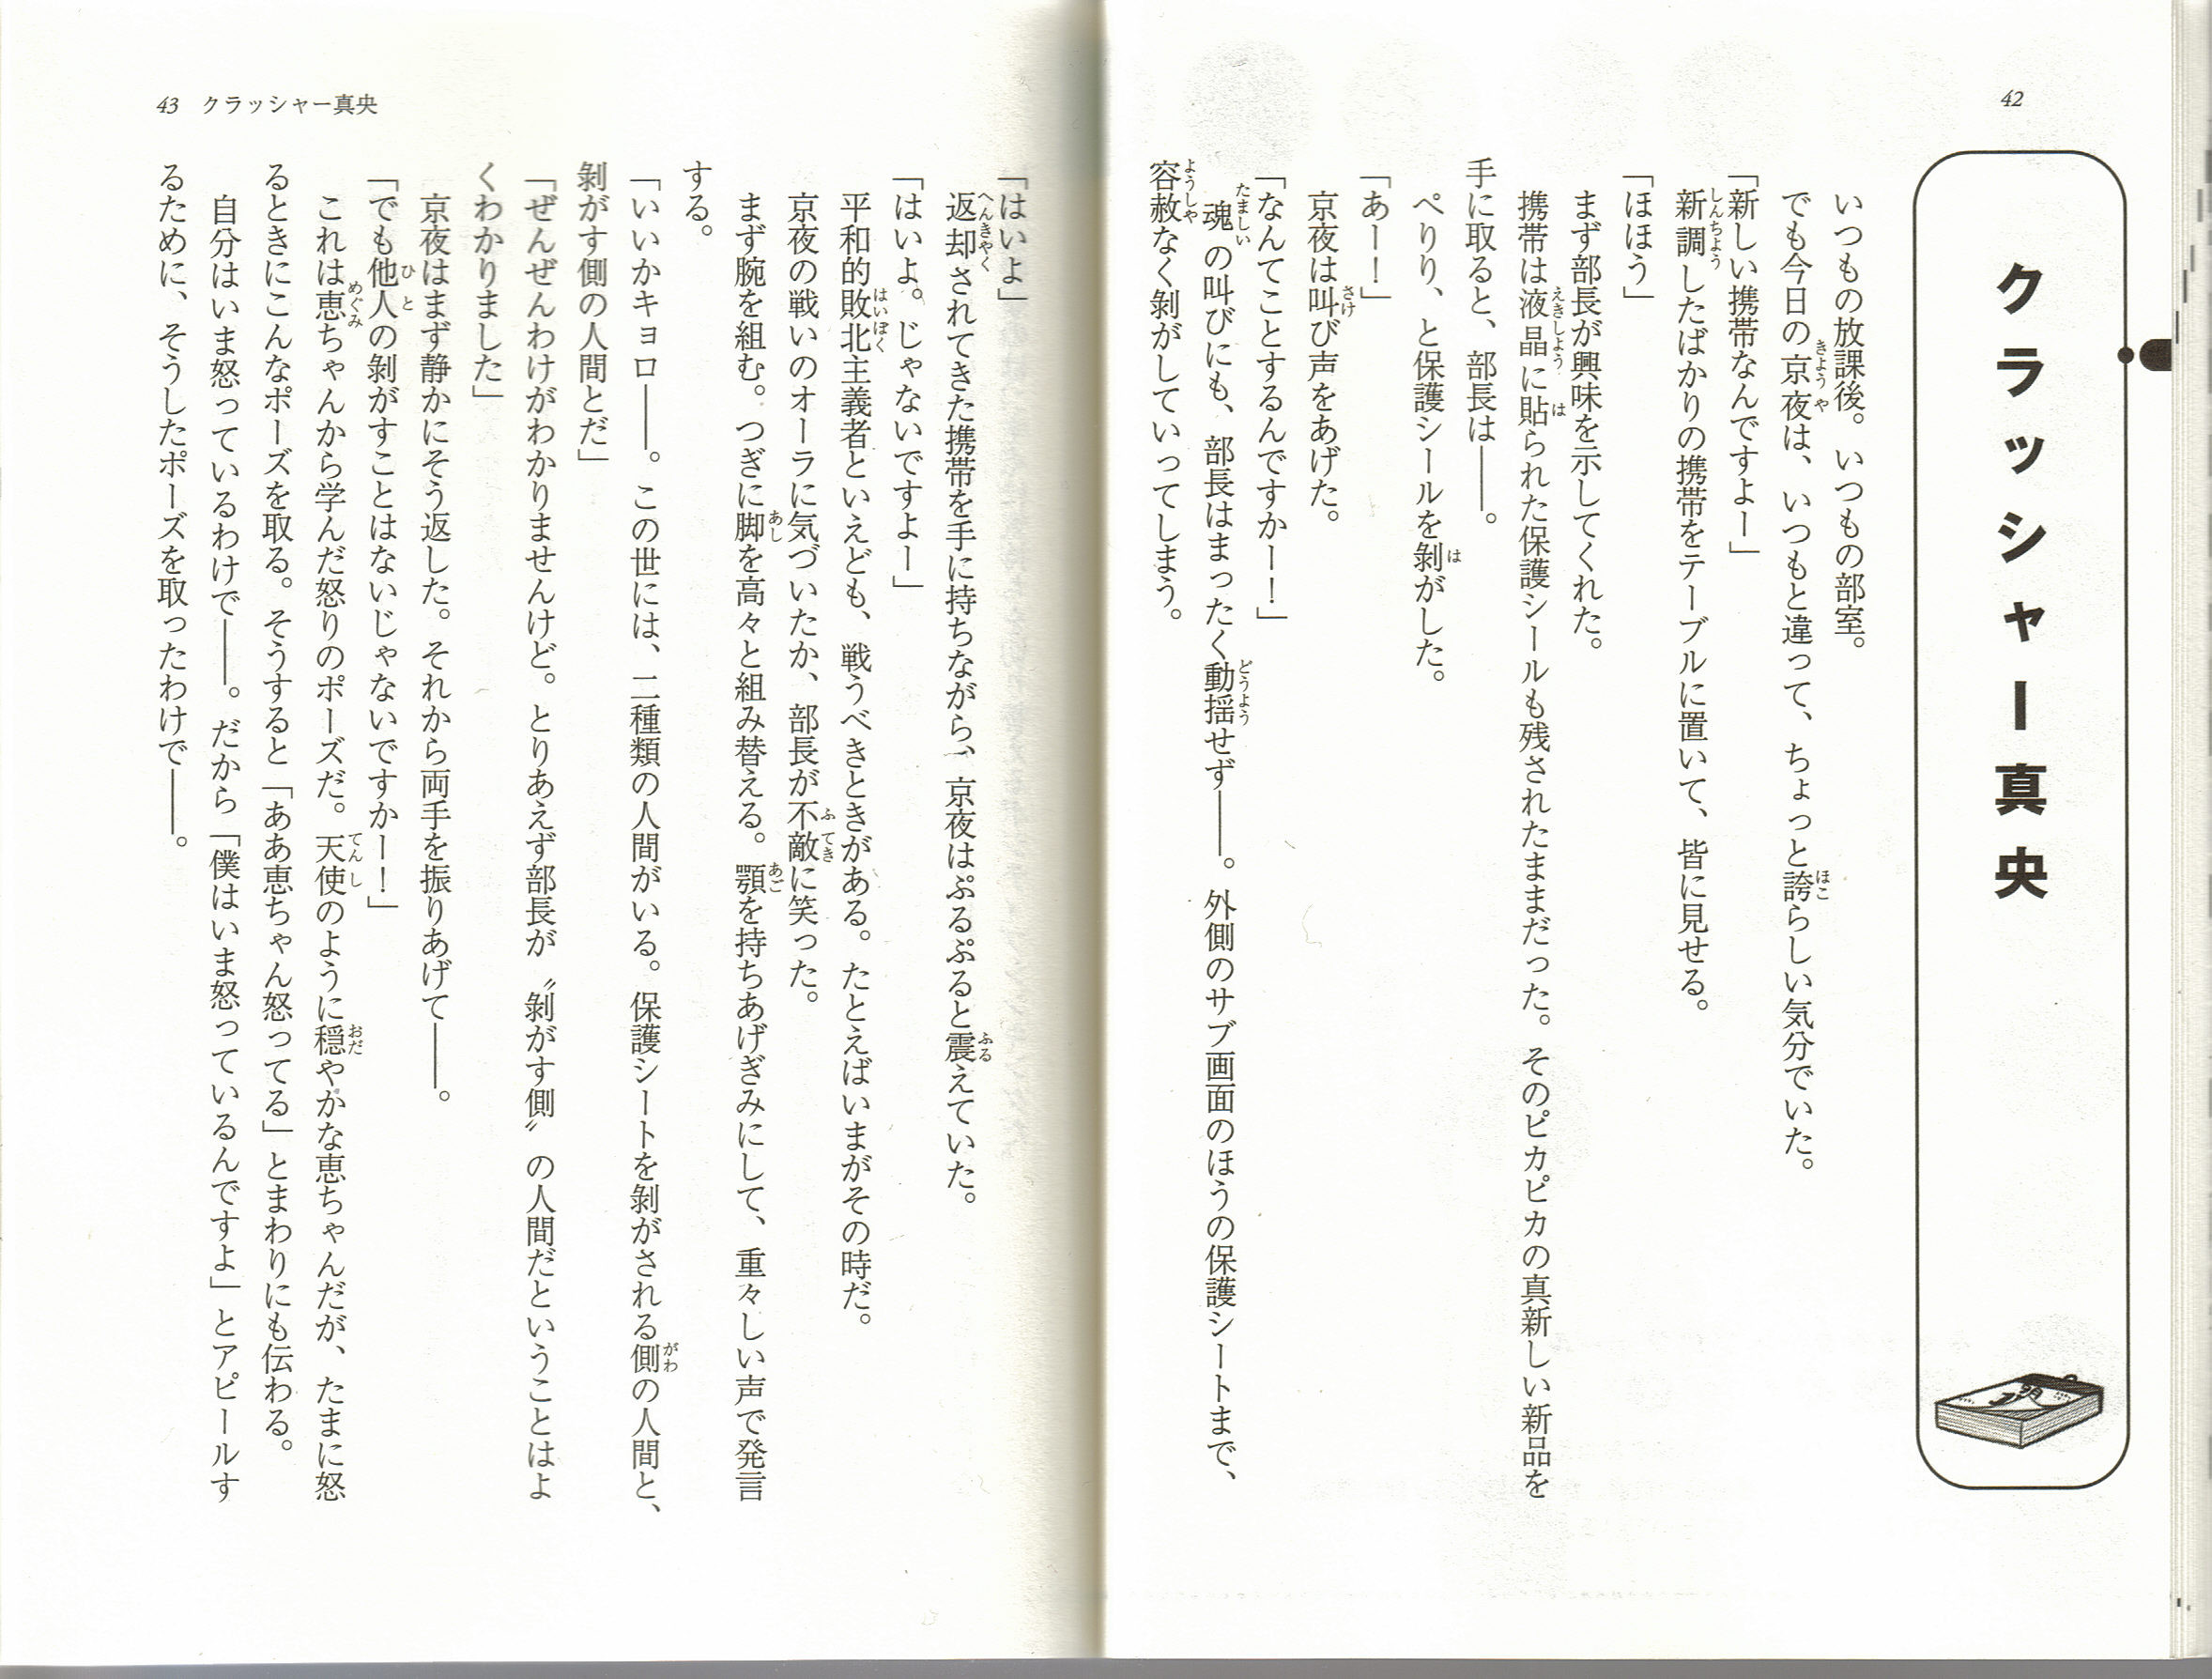 42
クラッシャー真央
いつもの放課後。いつもの部室。
でも今日の京夜は、いつもと違って、ちょっと誇らしい気分でいた。
「新しい携帯なんですよー」
新調したばかりの携帯をテーブルに置いて、皆に見せる。
「ほほう」
まず部長が興味を示してくれた。
携帯は液晶に貼られた保護シールも残されたままだった。そのピカピカの真新しい新品を
手に取ると、部長は――。
ぺりり、と保護シールを剝がした。
「あー！」
京夜は叫び声をあげた。
「なんてことするんですかー！」
魂の叫びにも、部長はまったく動揺せず――。外側のサブ画面のほうの保護シートまで、
容赦なく剝がしていってしまう。
「はいよ」
返却されてきた携帯を手に持ちながら、京夜はぷるぷると震えていた。
「はいよ。じゃないですよー」
平和的敗北主義者といえども、戦うべきときがある。たとえばいまがその時だ。
京夜の戦いのオーラに気づいたか、部長が不敵に笑った。
まず腕を組む。つぎに脚を高々と組み替える。顎を持ちあげぎみにして、重々しい声で発言
する。
「いいかキョロ――。この世には、二種類の人間がいる。保護シートを剝がされる側の人間と、
剝がす側の人間とだ」
「ぜんぜんわけがわかりませんけど。とりあえず部長が〝剝がす側〟の人間だということはよ
くわかりました」
京夜はまず静かにそう返した。それから両手を振りあげて――。
「でも他人の剝がすことはないじゃないですかー！」
これは恵ちゃんから学んだ怒りのポーズだ。天使のように穏やかな恵ちゃんだが、たまに怒
るときにこんなポーズを取る。そうすると「ああ恵ちゃん怒ってる」とまわりにも伝わる。
自分はいま怒っているわけで――。だから「僕はいま怒っているんですよ」とアピールす
るために、そうしたポーズを取ったわけで――。
43 クラッシャー真央